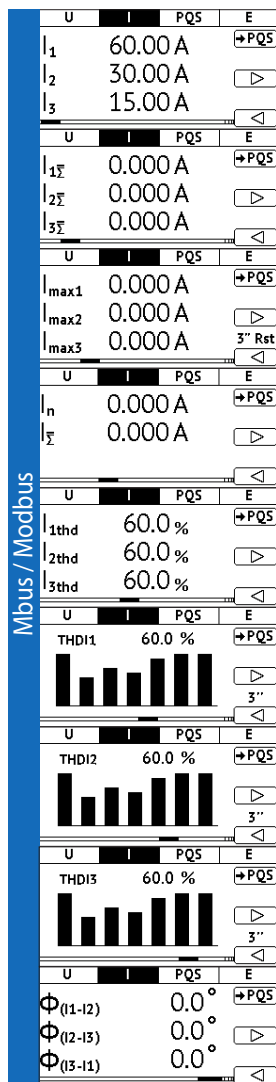 Mbus / Modbus
U I PQS E
I1 60.00 A →PQS
I2 30.00 A
I3 15.00 A
U I PQS E
I1Σ 0.000 A →PQS
I2Σ 0.000 A
I3Σ 0.000 A
U I PQS E
Imax1 0.000 A →PQS
Imax2 0.000 A
Imax3 0.000 A 3'' Rst
U I PQS E
In 0.000 A →PQS
IΣ 0.000 A
U I PQS E
I1thd 60.0 % →PQS
I2thd 60.0 %
I3thd 60.0 %
U I PQS E
THDI1 60.0 % →PQS
3''
U I PQS E
THDI2 60.0 % →PQS
3''
U I PQS E
THDI3 60.0 % →PQS
3''
U I PQS E
Φ(I1-I2) 0.0° →PQS
Φ(I2-I3) 0.0°
Φ(I3-I1) 0.0°